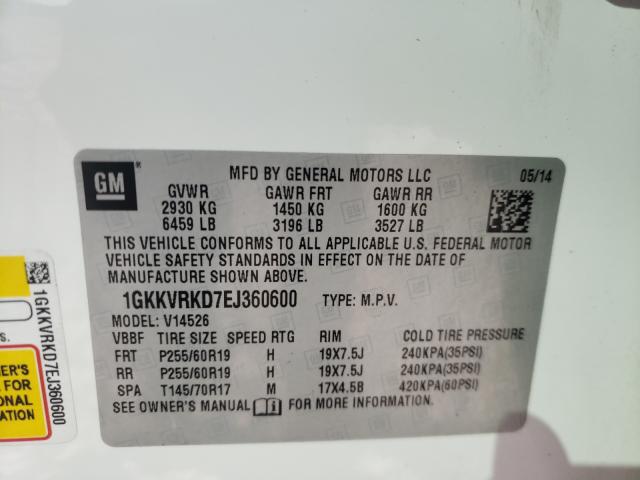 GM
MFD BY GENERAL MOTORS LLC 05/14
GVWR GAWR FRT GAWR RR
2930 KG 1450 KG 1600 KG
6459 LB 3196 LB 3527 LB
THIS VEHICLE CONFORMS TO ALL APPLICABLE U.S. FEDERAL MOTOR
VEHICLE SAFETY STANDARDS IN EFFECT ON THE DATE OF
MANUFACTURE SHOWN ABOVE.
1GKKVRKD7EJ360600 TYPE: M.P.V.
MODEL: V14526
VBBF TIRE SIZE SPEED RTG RIM COLD TIRE PRESSURE
FRT P255/60R19 H 19X7.5J 240KPA(35PSI)
RR P255/60R19 H 19X7.5J 240KPA(35PSI)
SPA T145/70R17 M 17X4.5B 420KPA(60PSI)
SEE OWNER'S MANUAL FOR MORE INFORMATION.
1GKKVRKD7EJ360600
NER'S
FOR
ONAL
ATION